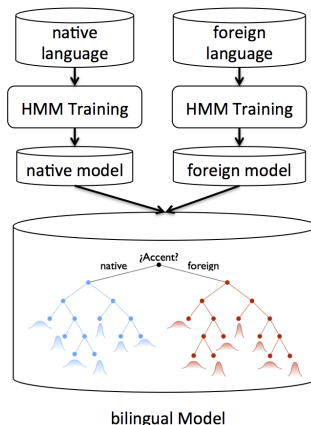 native
language
foreign
language
HMM Training
HMM Training
native model
foreign model
¿Accent?
native
foreign
bilingual Model